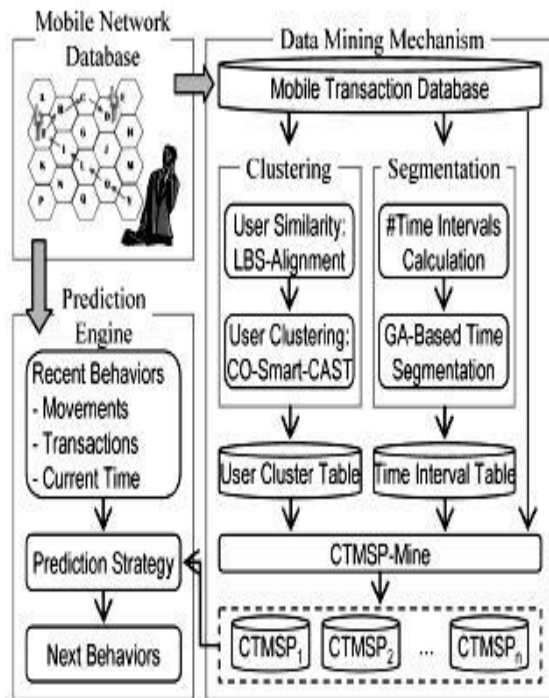 Mobile Network
Database
Data Mining Mechanism
Mobile Transaction Database
Clustering
Segmentation
User Similarity:
LBS-Alignment
#Time Intervals
Calculation
User Clustering:
CO-Smart-CAST
GA-Based Time
Segmentation
User Cluster Table
Time Interval Table
CTMSP-Mine
CTMSP1
CTMSP2
...
CTMSPn
Prediction
Engine
Recent Behaviors
- Movements
- Transactions
- Current Time
Prediction Strategy
Next Behaviors